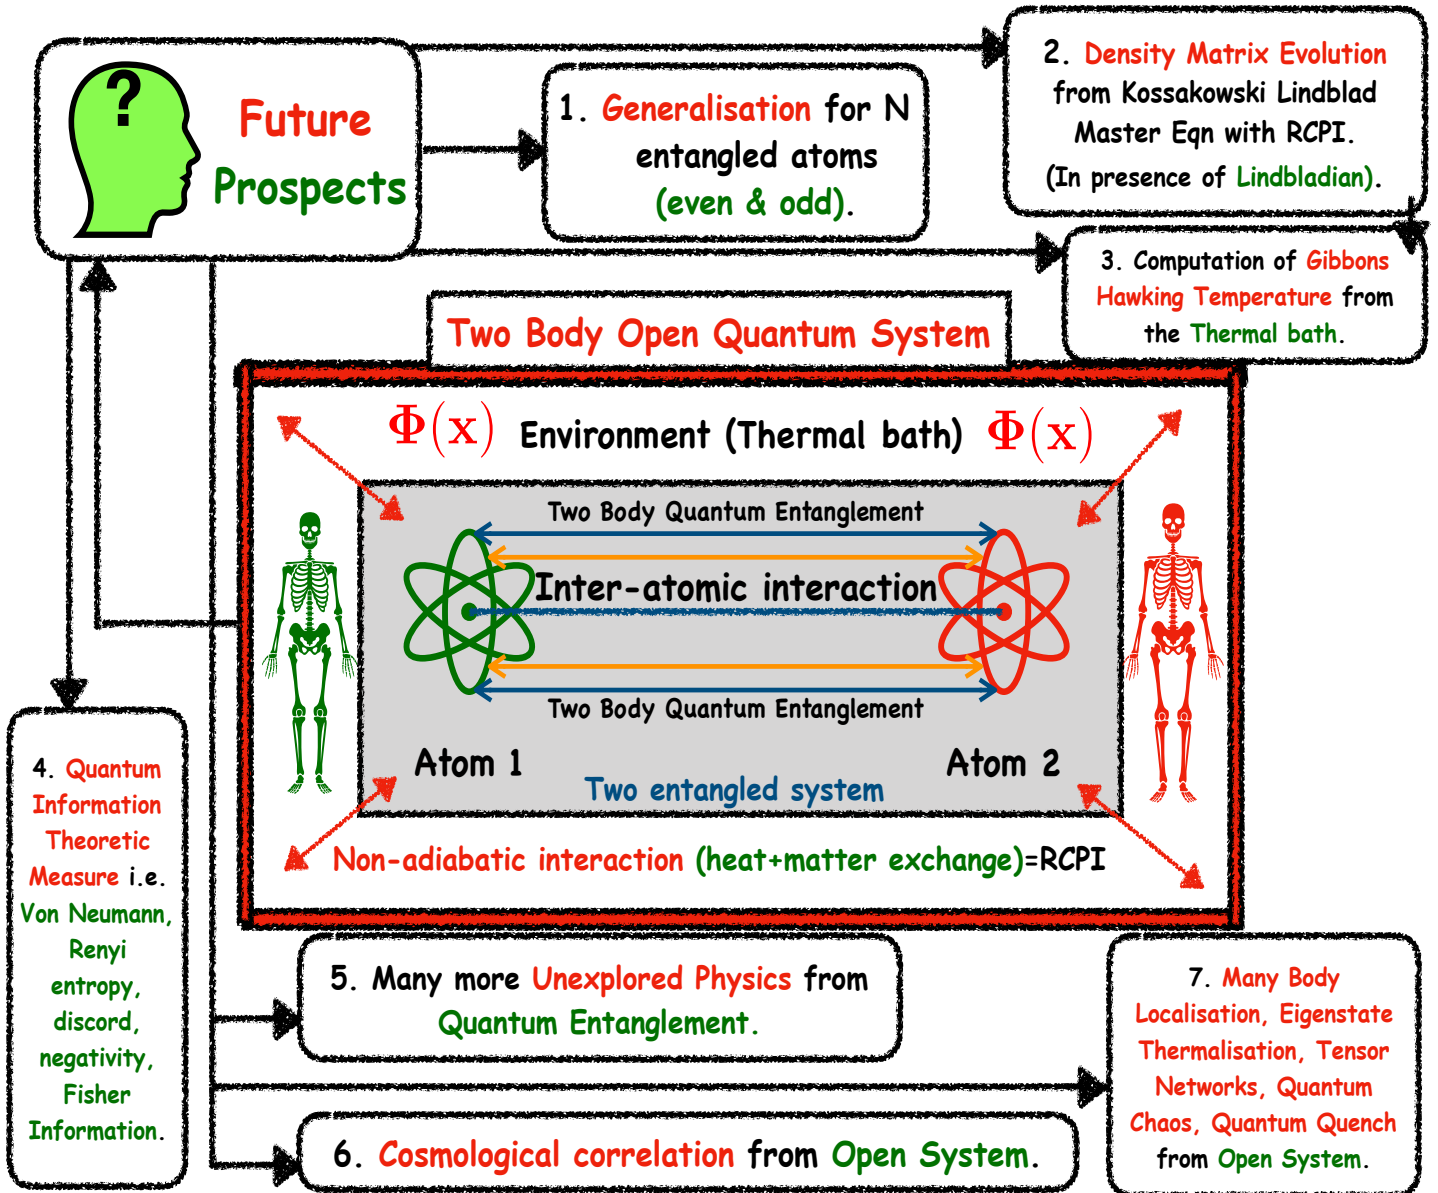 ?
Future
Prospects
1. Generalisation for N
entangled atoms
(even & odd).
2. Density Matrix Evolution
from Kossakowski Lindblad
Master Eqn with RCPI.
(In presence of Lindbladian).
3. Computation of Gibbons
Hawking Temperature from
the Thermal bath.
Two Body Open Quantum System
Φ(x) Environment (Thermal bath) Φ(x)
Two Body Quantum Entanglement
Inter-atomic interaction
Two Body Quantum Entanglement
Atom 1 Atom 2
Two entangled system
Non-adiabatic interaction (heat+matter exchange)=RCPI
4. Quantum
Information
Theoretic
Measure i.e.
Von Neumann,
Renyi
entropy,
discord,
negativity,
Fisher
Information.
5. Many more Unexplored Physics from
Quantum Entanglement.
6. Cosmological correlation from Open System.
7. Many Body
Localisation, Eigenstate
Thermalisation, Tensor
Networks, Quantum
Chaos, Quantum Quench
from Open System.